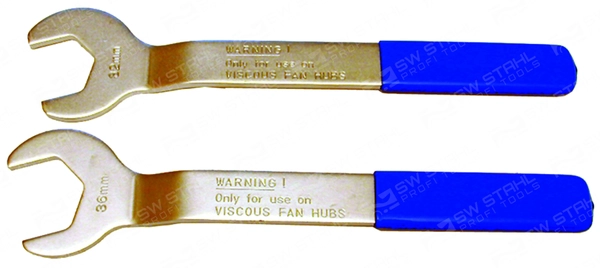 32mm
WARNING !
Only for use on
VISCOUS FAN HUBS
36mm
WARNING !
Only for use on
VISCOUS FAN HUBS
SW STAHL
PROFI TOOLS